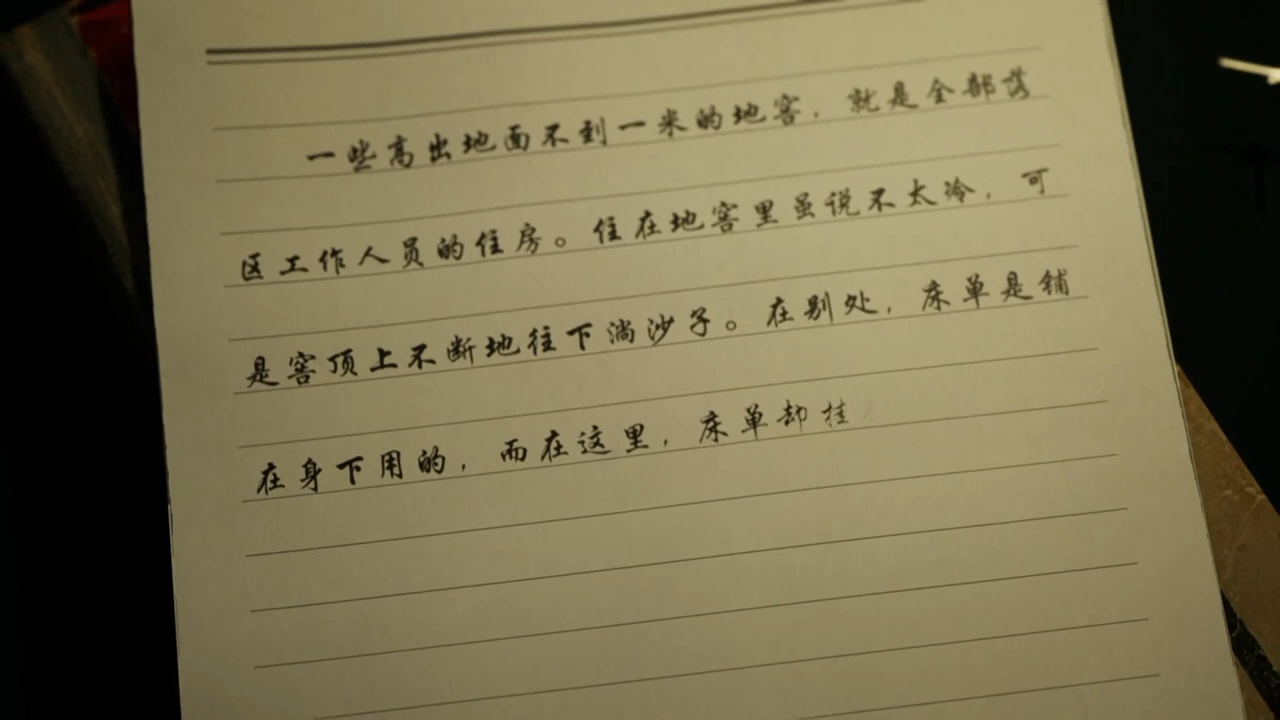 一些高出地面不到一米的地窖，就是全部落
区工作人员的住房。住在地窖里虽说不太冷，可
是窖顶上不断地往下淌沙子。在别处，床单是铺
在身下用的，而在这里，床单却挂